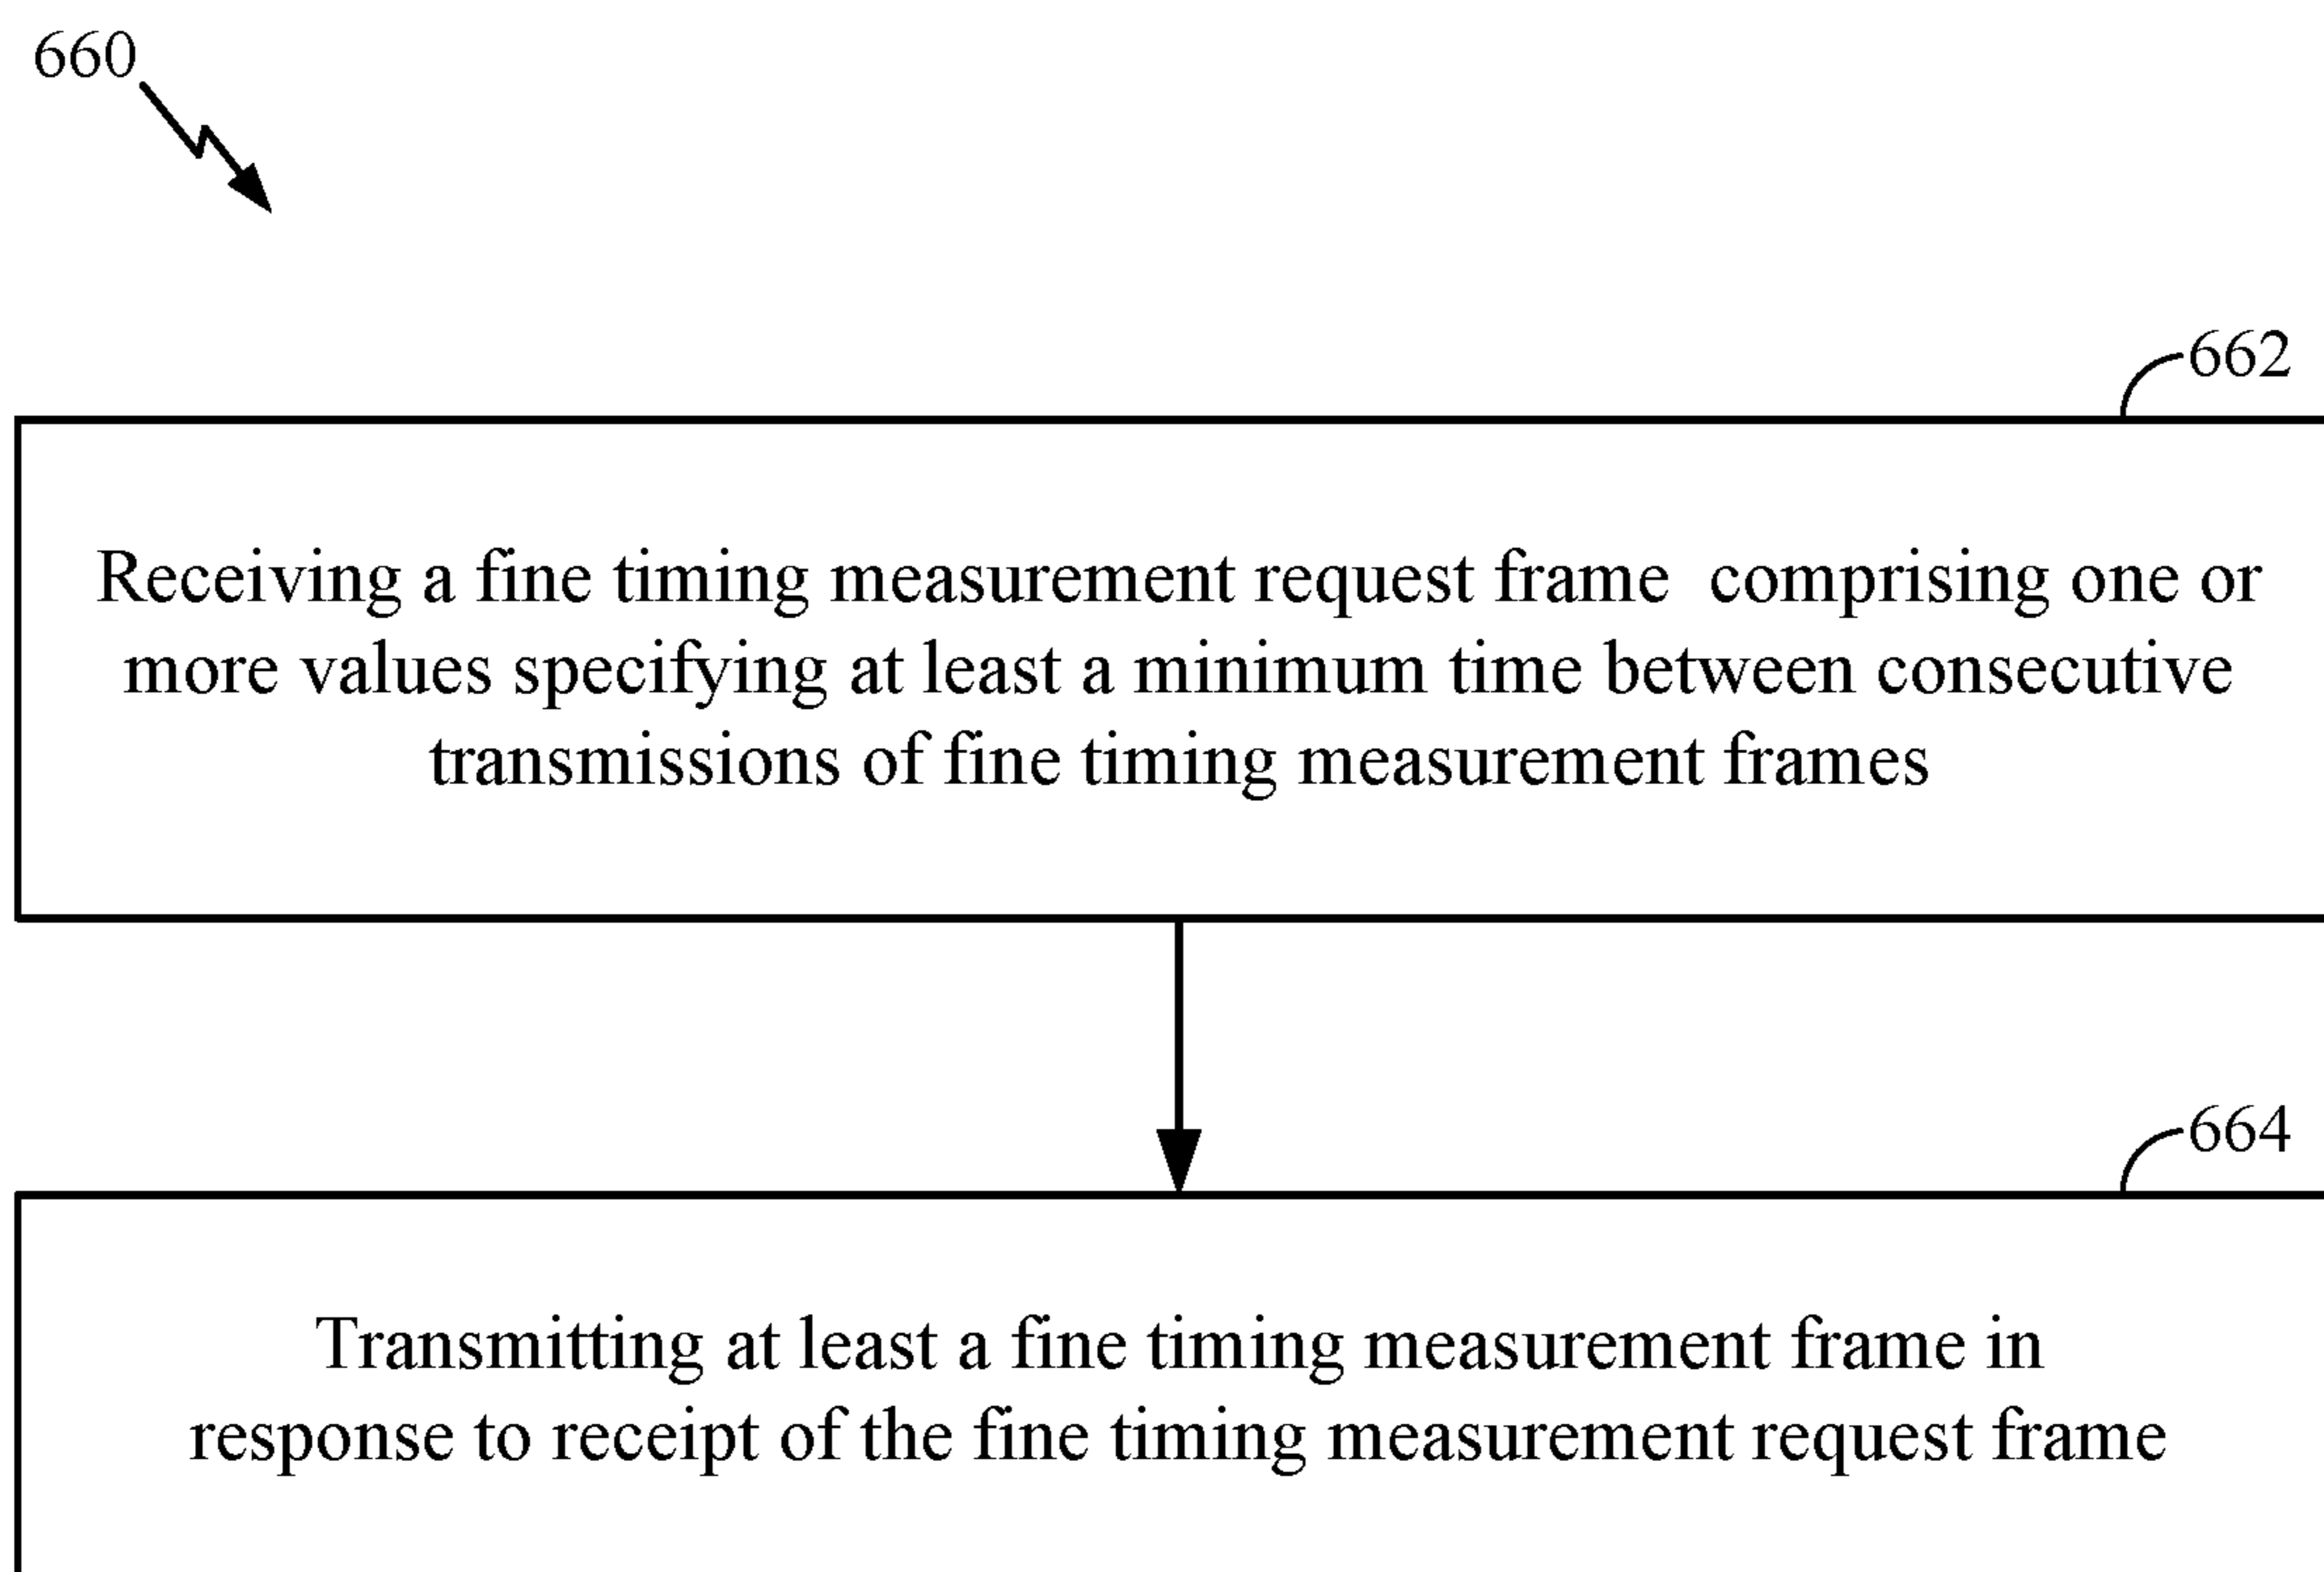 660
662
Receiving a fine timing measurement request frame comprising one or
more values specifying at least a minimum time between consecutive
transmissions of fine timing measurement frames
664
Transmitting at least a fine timing measurement frame in
response to receipt of the fine timing measurement request frame